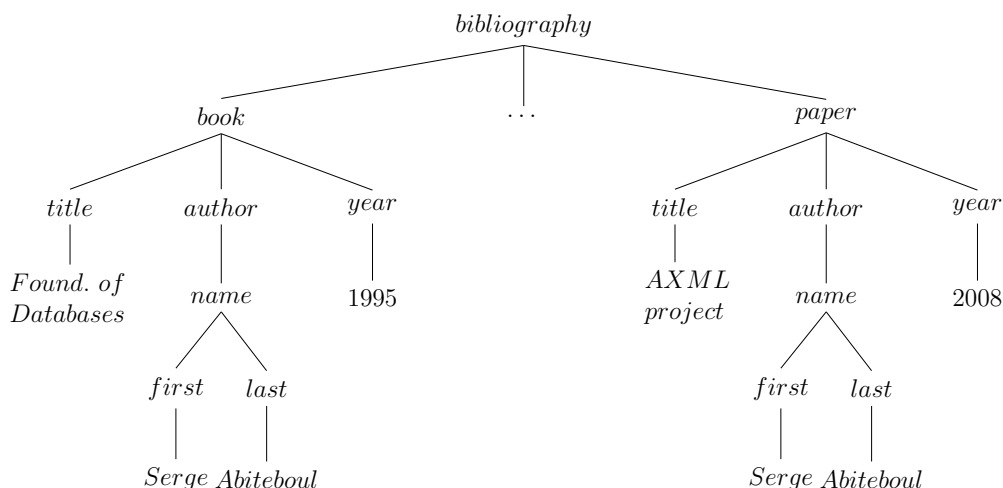 bibliography
book ... paper
title author year title author year
Found. of
Databases name 1995 AXML
project name 2008
first last first last
Serge Abiteboul Serge Abiteboul